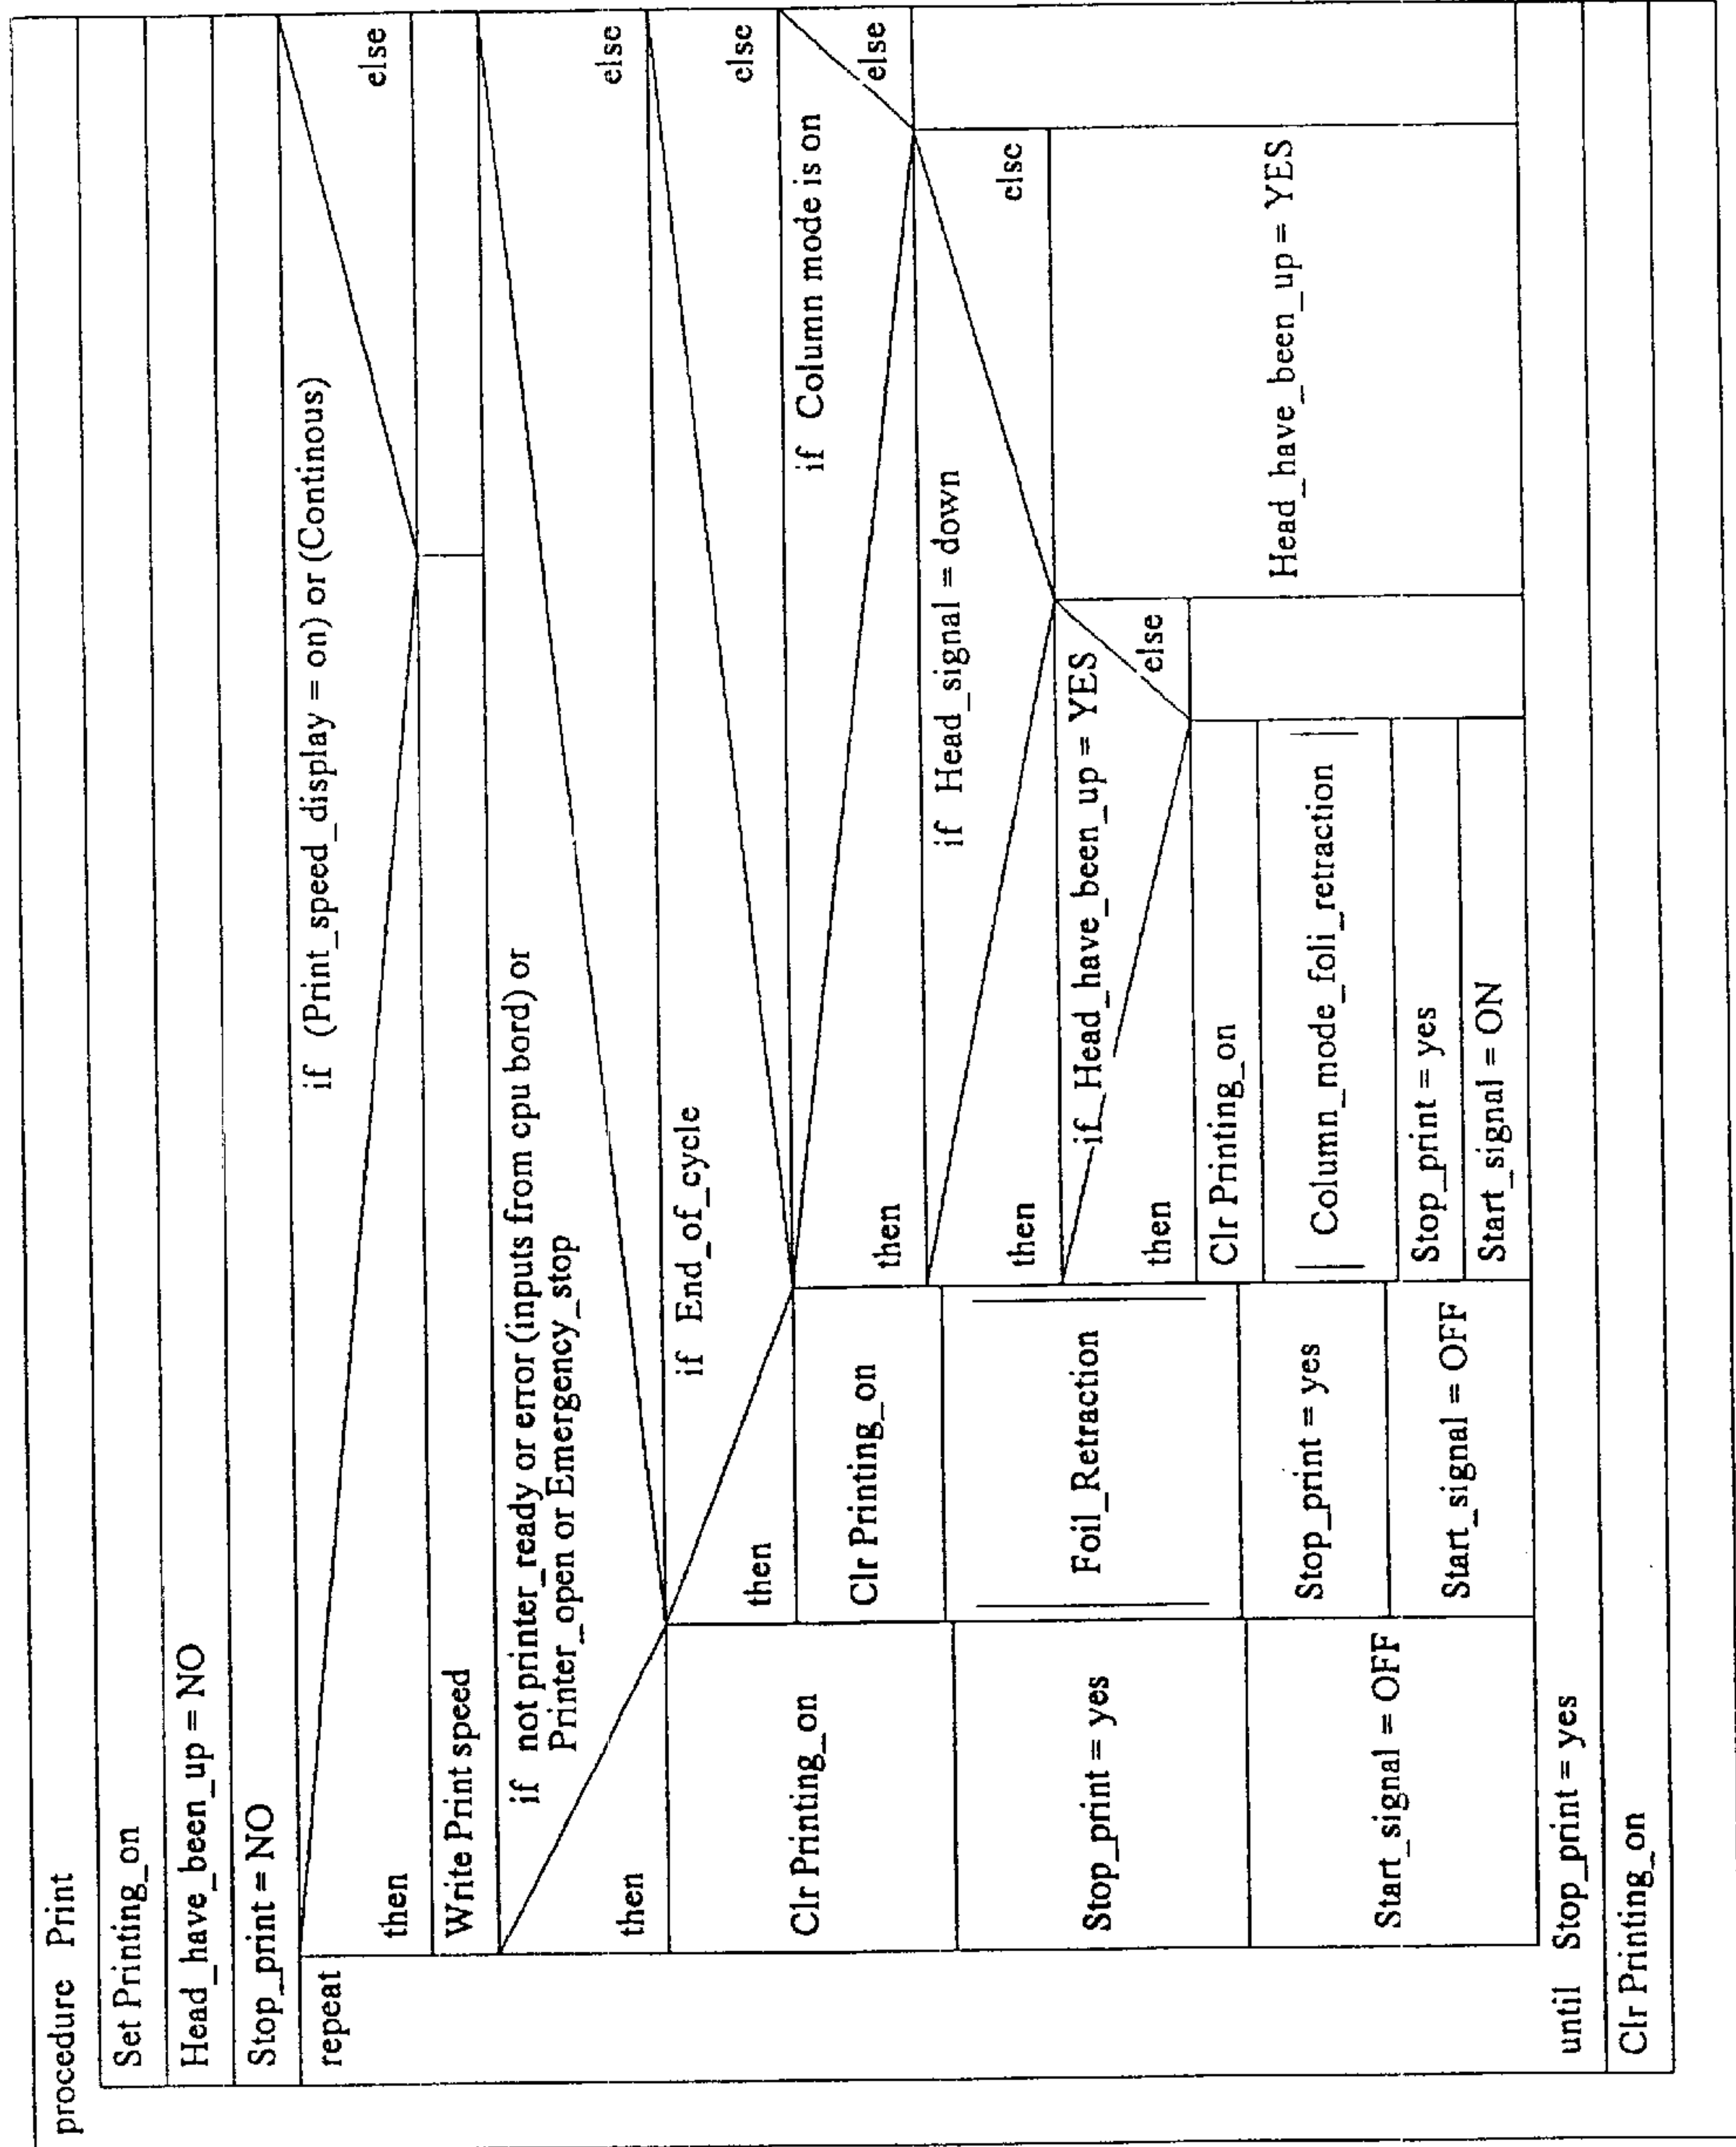 procedure Print
Set Printing_on
Head_have_been_up = NO
Stop_print = NO
repeat
if (Print_speed_display = on) or (Continous)
then
else
Write Print speed
if not printer_ready or error (inputs from cpu bord) or
Printer_open or Emergency_stop
then
else
Clr Printing_on
Stop_print = yes
Start_signal = OFF
if End_of_cycle
then
else
Clr Printing_on
Foil_Retraction
Stop_print = yes
Start_signal = OFF
if Column mode is on
then
else
if Head_signal = down
then
else
if Head_have_been_up = YES
then
else
Clr Printing_on
Column_mode_foli_retraction
Stop_print = yes
Start_signal = ON
Head_have_been_up = YES
until Stop_print = yes
Clr Printing_on